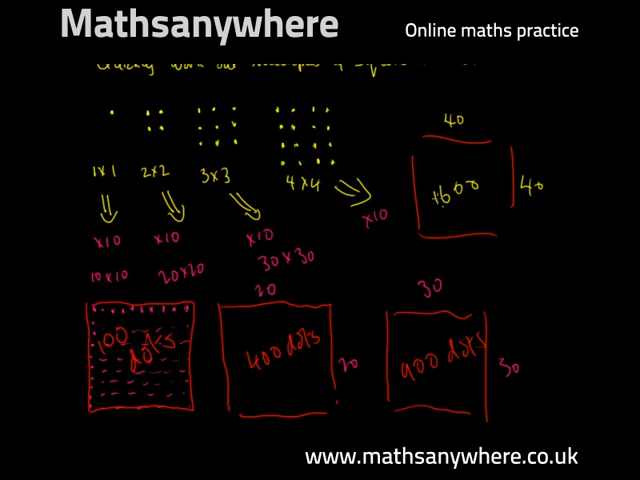 Mathsanywhere
Online maths practice
40
1x1 2x2 3x3 4x4
1600
40
x10 x10 x10 x10
10x10 20x20 30x30
20 30
100 dots
400 dots
20
900 dots
30
www.mathsanywhere.co.uk